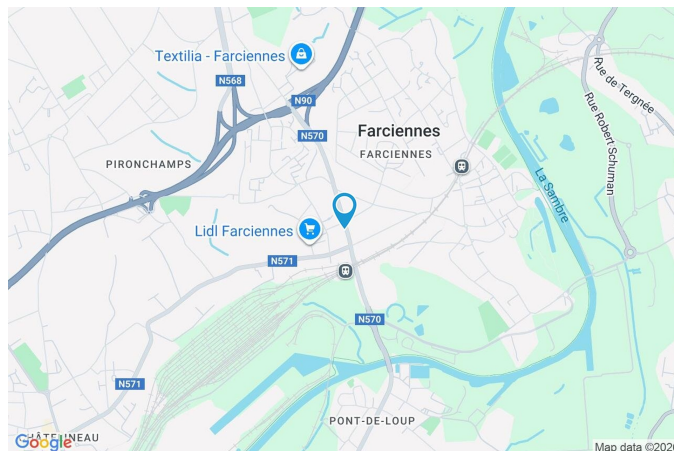 Textilia - Farciennes
N568
N90
N570
Farciennes
FARCIENNES
Rue de Tergnée
Rue Robert Schuman
PIRONCHAMPS
La Sambre
Lidl Farciennes
N571
N570
N571
PONT-DE-LOUP
Google
Map data ©2026